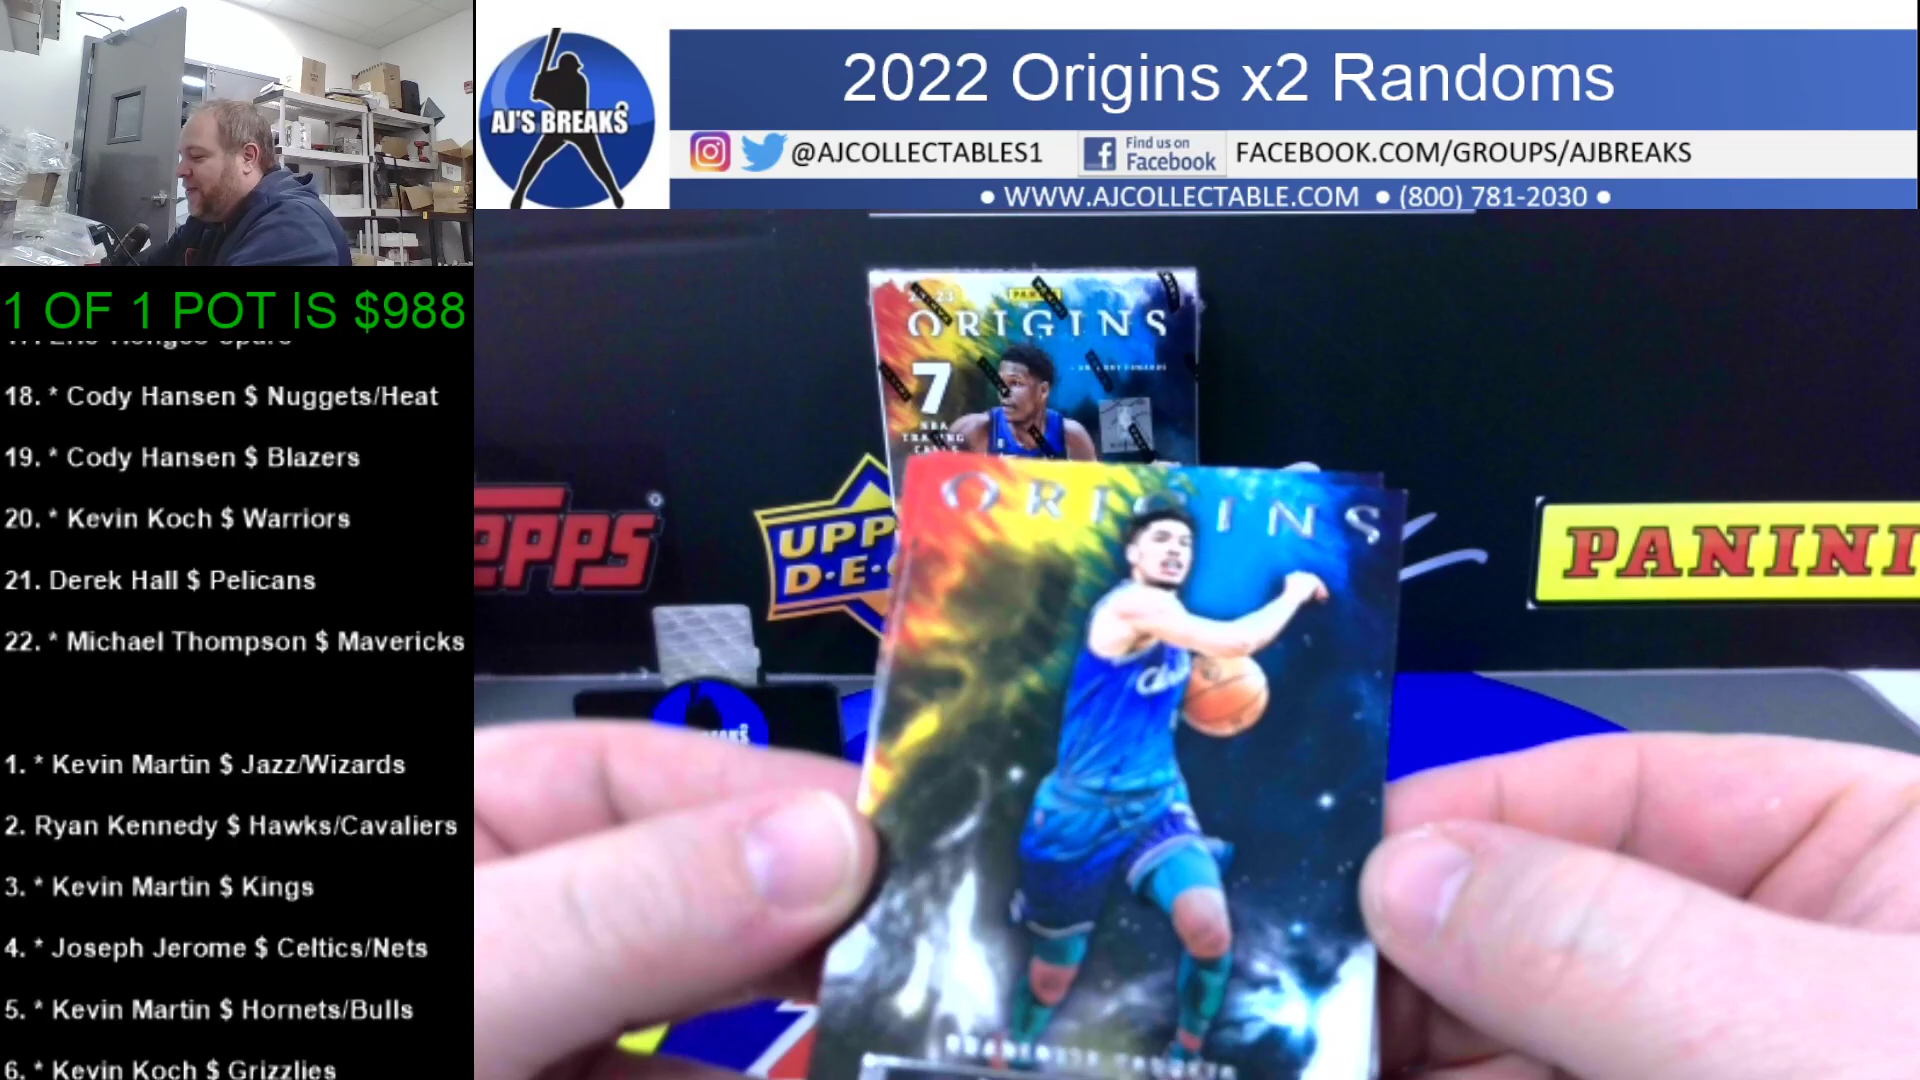 2022 Origins x2 Randoms
AJ'S BREAKS
@AJCOLLECTABLES1
Find us on
Facebook
FACEBOOK.COM/GROUPS/AJBREAKS
• WWW.AJCOLLECTABLE.COM • (800) 781-2030 •
1 OF 1 POT IS $988
18. * Cody Hansen $ Nuggets/Heat
19. * Cody Hansen $ Blazers
20. * Kevin Koch $ Warriors
21. Derek Hall $ Pelicans
22. * Michael Thompson $ Mavericks
1. * Kevin Martin $ Jazz/Wizards
2. Ryan Kennedy $ Hawks/Cavaliers
3. * Kevin Martin $ Kings
4. * Joseph Jerome $ Celtics/Nets
5. * Kevin Martin $ Hornets/Bulls
6. * Kevin Koch $ Grizzlies
PANINI
ORIGINS
7
NBA
TRADING
ORIGINS
UPP
D·E·
PANINI